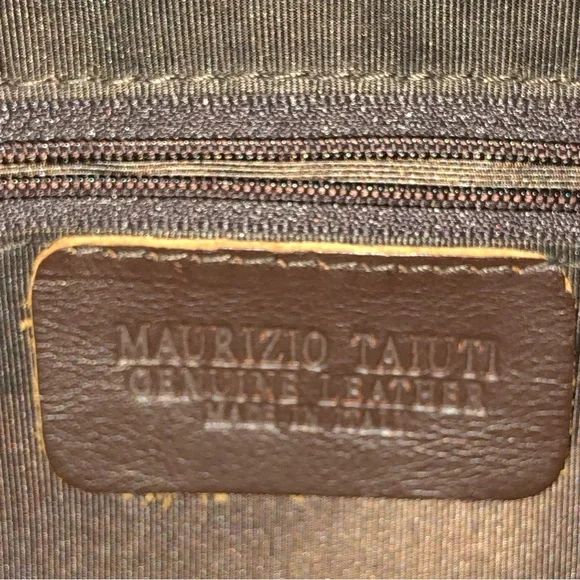 MAURIZIO TAIUTI
GENUINE LEATHER
MADE IN ITALY